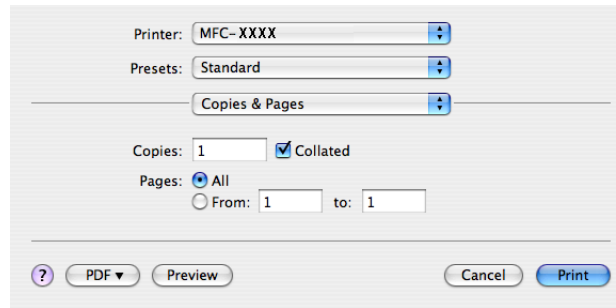 Printer: MFC-XXXX
Presets: Standard
Copies & Pages
Copies: 1 Collated
Pages: All
From: 1 to: 1
? PDF ▼ Preview Cancel Print